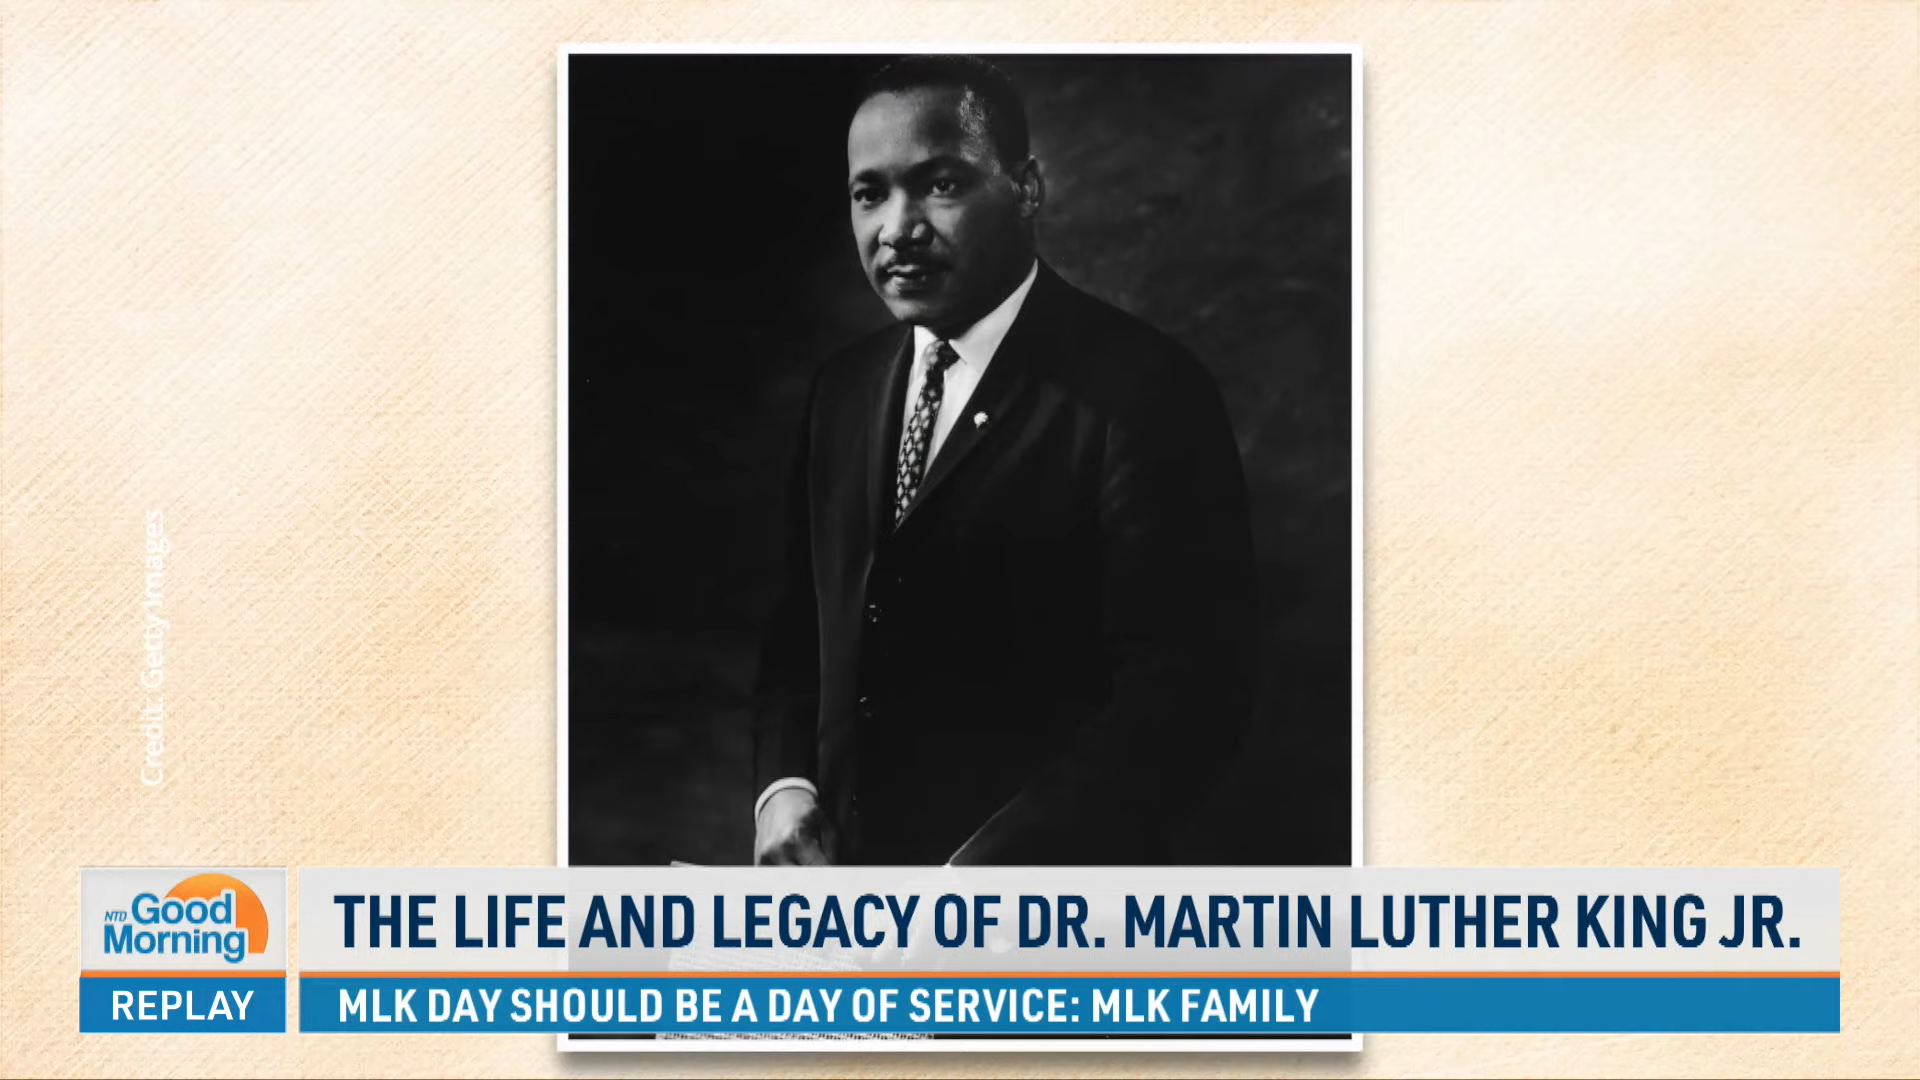 Credit: Getty Images
NTD Good
Morning
THE LIFE AND LEGACY OF DR. MARTIN LUTHER KING JR.
REPLAY
MLK DAY SHOULD BE A DAY OF SERVICE: MLK FAMILY